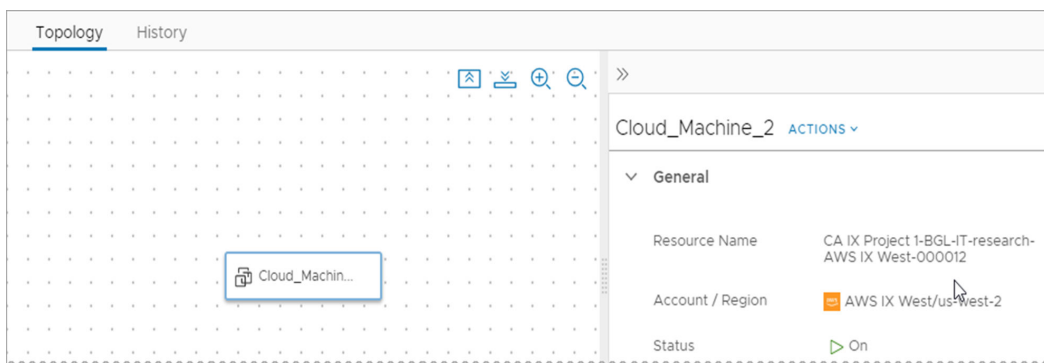 Topology History
Cloud_Machine_2 ACTIONS
General
Resource Name CA IX Project 1-BGL-IT-research-
AWS IX West-000012
Cloud_Machin...
Account / Region aws AWS IX West/us-west-2
Status On